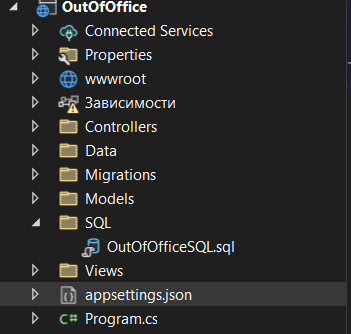 OutOfOffice
Connected Services
Properties
wwwroot
Зависимости
Controllers
Data
Migrations
Models
SQL
OutOfOfficeSQL.sql
Views
appsettings.json
C# Program.cs